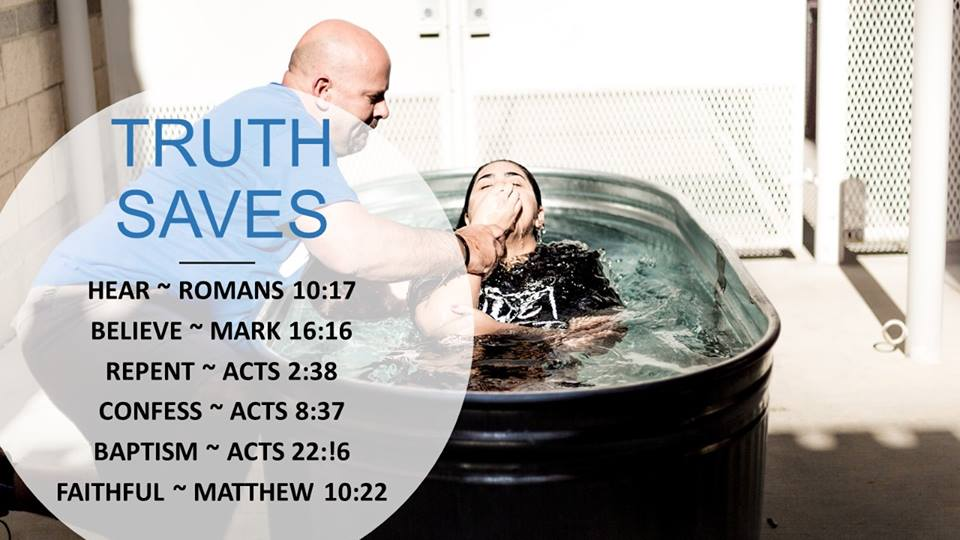 TRUTH
SAVES
HEAR ~ ROMANS 10:17
BELIEVE ~ MARK 16:16
REPENT ~ ACTS 2:38
CONFESS ~ ACTS 8:37
BAPTISM ~ ACTS 22:!6
FAITHFUL ~ MATTHEW 10:22